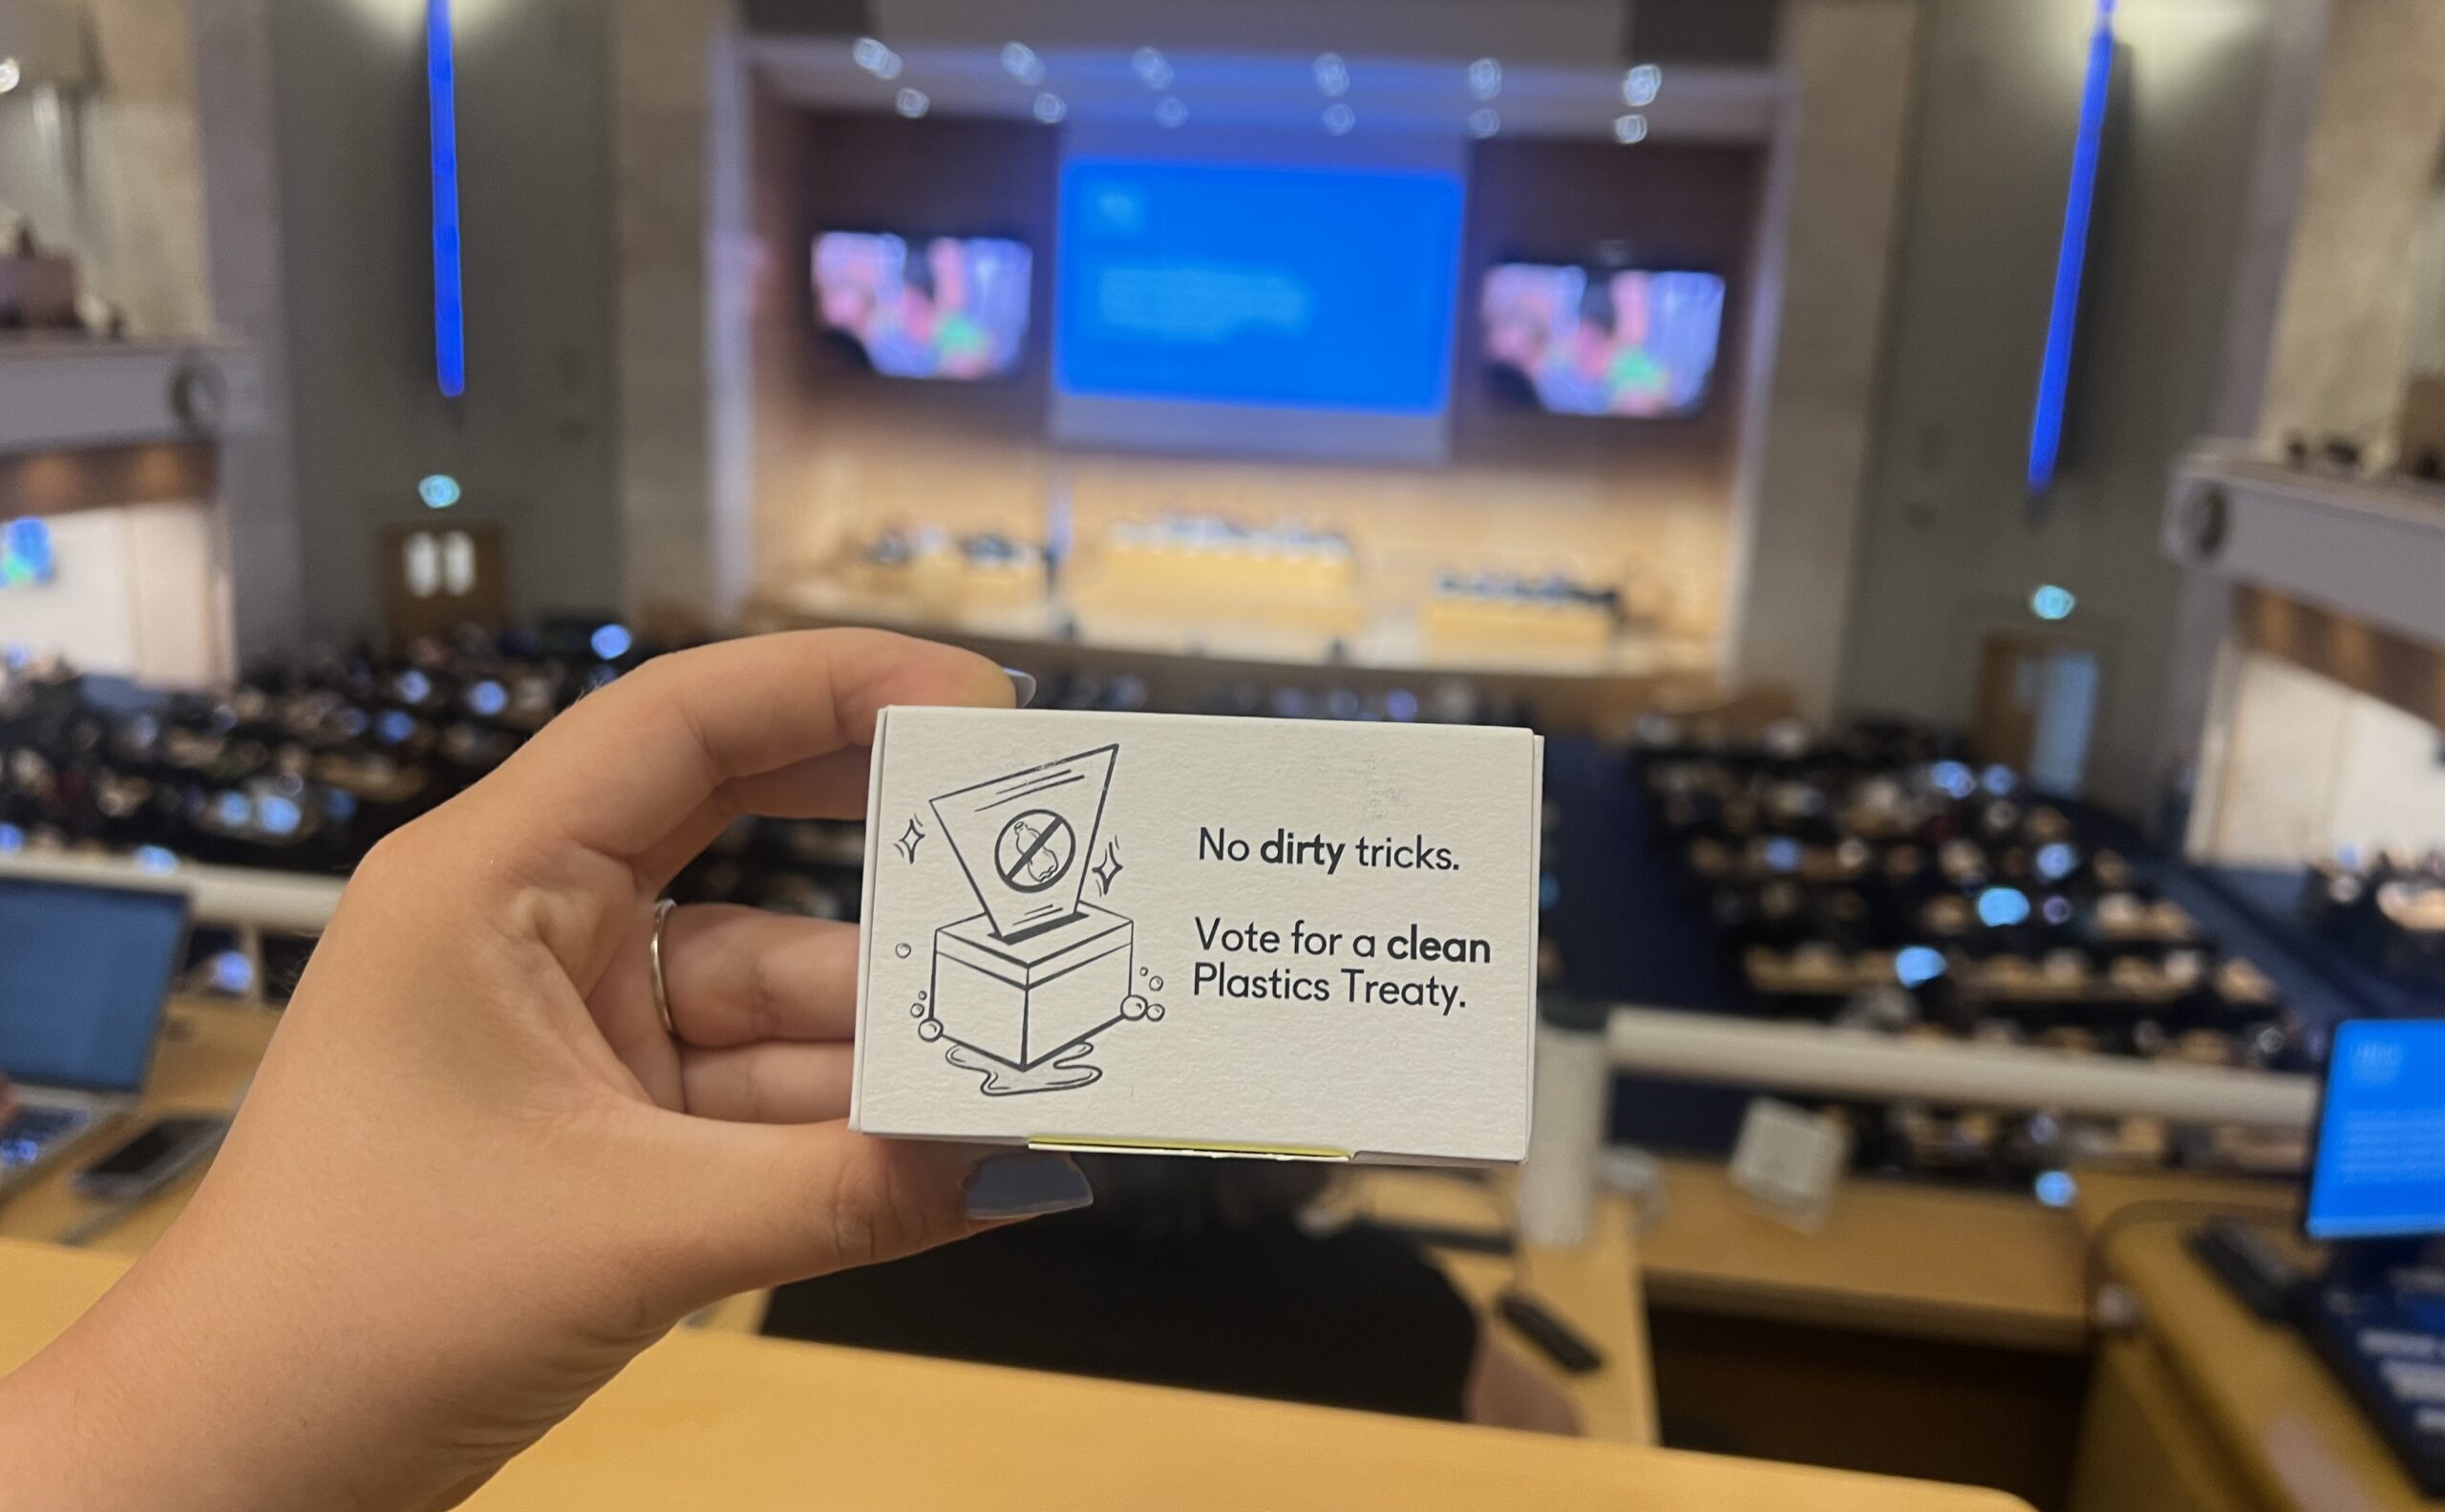 No dirty tricks.
Vote for a clean
Plastics Treaty.